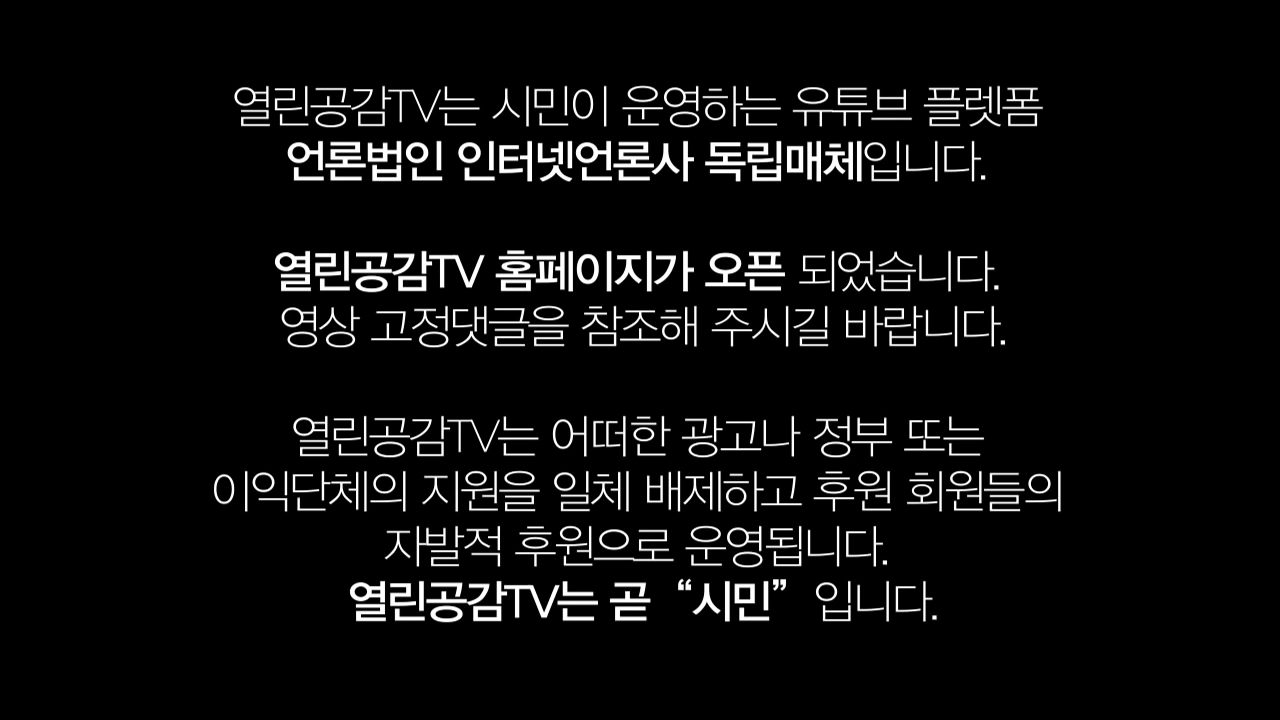 열린공감TV는 시민이 운영하는 유튜브 플렛폼
언론법인 인터넷언론사 독립매체입니다.
열린공감TV 홈페이지가 오픈 되었습니다.
영상 고정댓글을 참조해 주시길 바랍니다.
열린공감TV는 어떠한 광고나 정부 또는
이익단체의 지원을 일체 배제하고 후원 회원들의
자발적 후원으로 운영됩니다.
열린공감TV는 곧 “시민” 입니다.